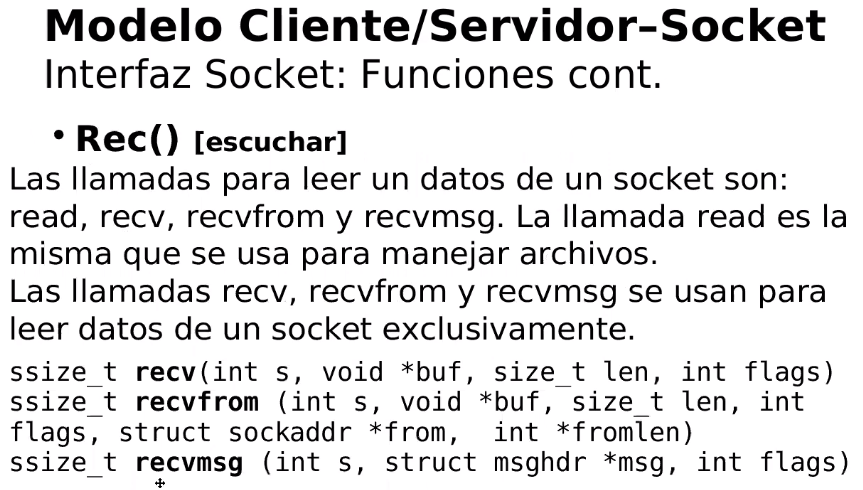 Modelo Cliente/Servidor–Socket
Interfaz Socket: Funciones cont.
• Rec() [escuchar]
Las llamadas para leer un datos de un socket son:
read, recv, recvfrom y recvmsg. La llamada read es la
misma que se usa para manejar archivos.
Las llamadas recv, recvfrom y recvmsg se usan para
leer datos de un socket exclusivamente.
ssize_t recv(int s, void *buf, size_t len, int flags)
ssize_t recvfrom (int s, void *buf, size_t len, int
flags, struct sockaddr *from,  int *fromlen)
ssize_t recvmsg (int s, struct msghdr *msg, int flags)